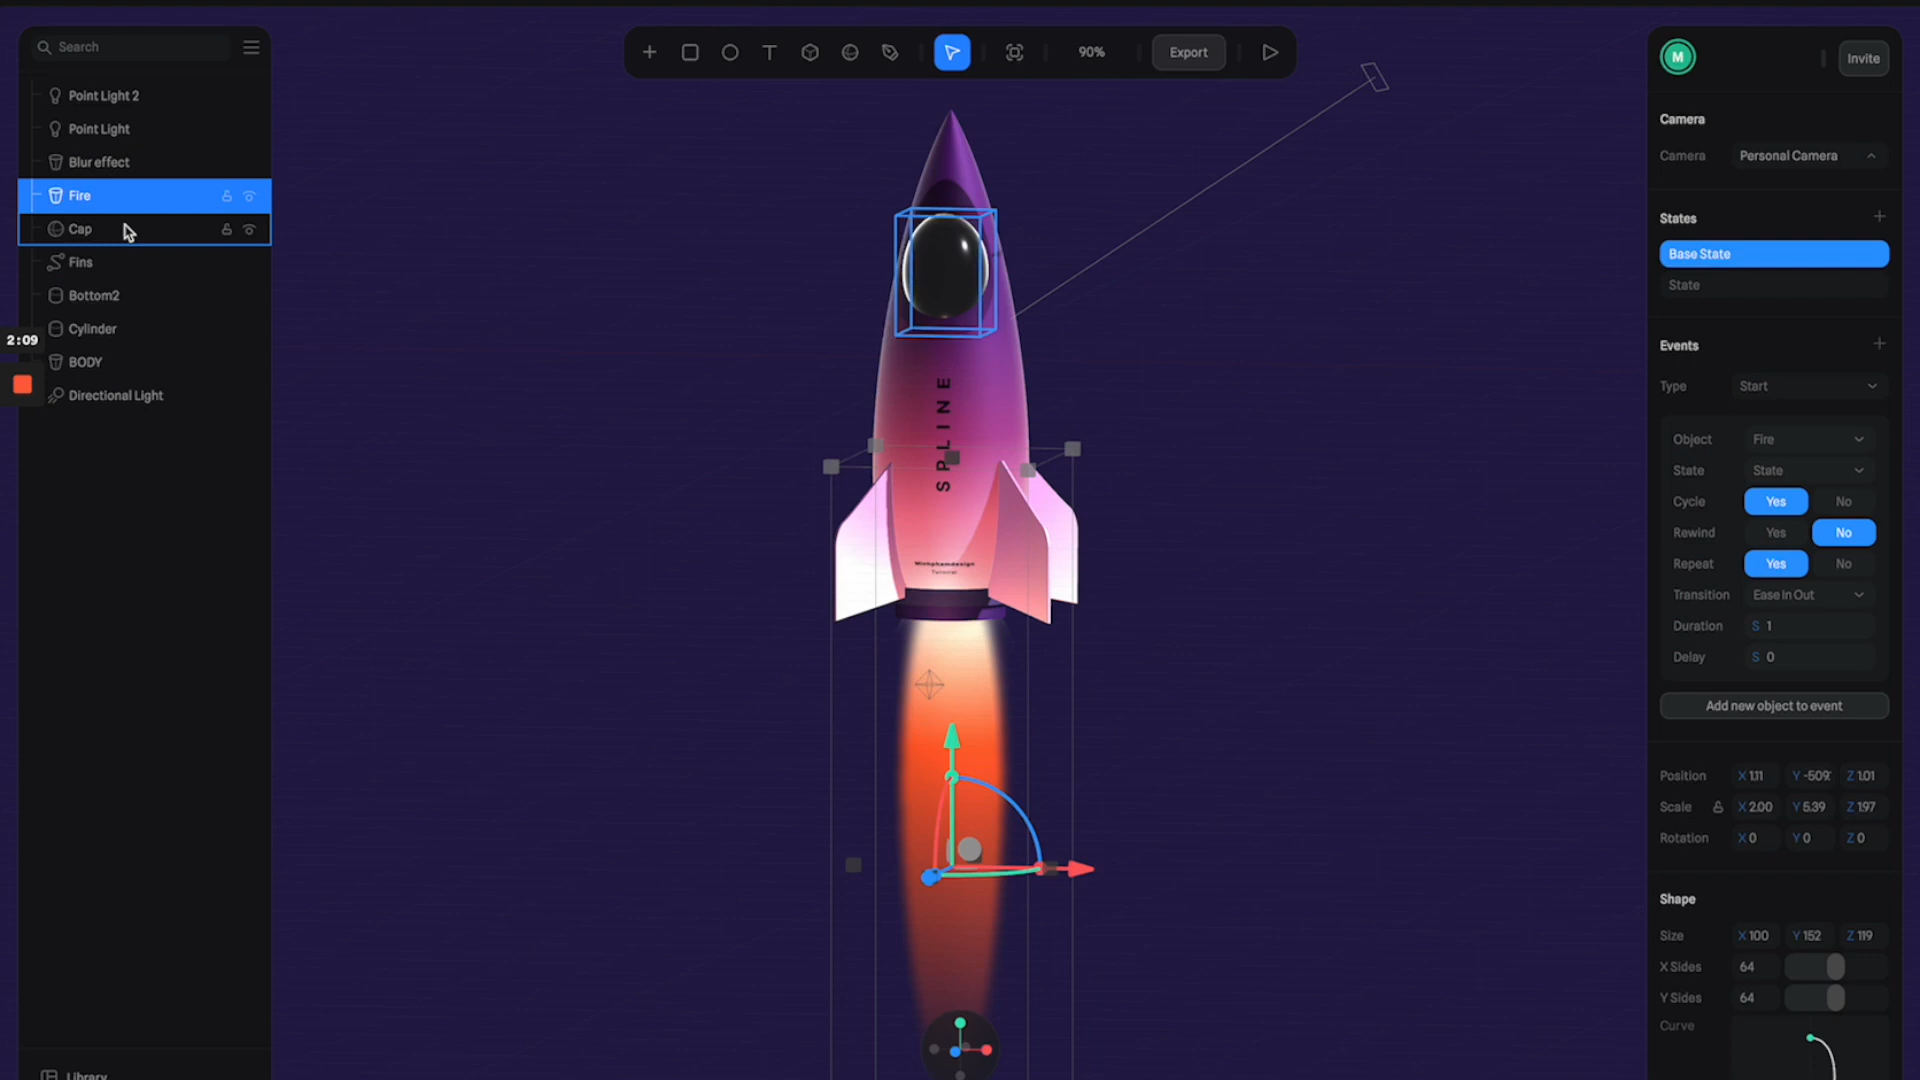 Search
90%
Export
M
Invite
Point Light 2
Point Light
Blur effect
Fire
Cap
Fins
Bottom2
Cylinder
BODY
Directional Light
2:09
Library
SPLINE
Minhphamdesign
Tutorial
Camera
Camera Personal Camera
States
Base State
State
Events
Type Start
Object Fire
State State
Cycle Yes No
Rewind Yes No
Repeat Yes No
Transition Ease In Out
Duration S 1
Delay S 0
Add new object to event
Position X 1.11 Y -509. Z 1.01
Scale X 2.00 Y 5.39 Z 1.97
Rotation X 0 Y 0 Z 0
Shape
Size X 100 Y 152 Z 119
X Sides 64
Y Sides 64
Curve